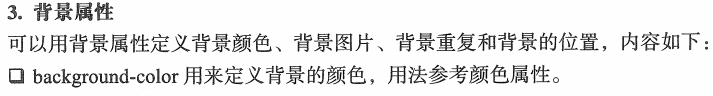 3. 背景属性
可以用背景属性定义背景颜色、背景图片、背景重复和背景的位置，内容如下：
❑ background-color 用来定义背景的颜色，用法参考颜色属性。